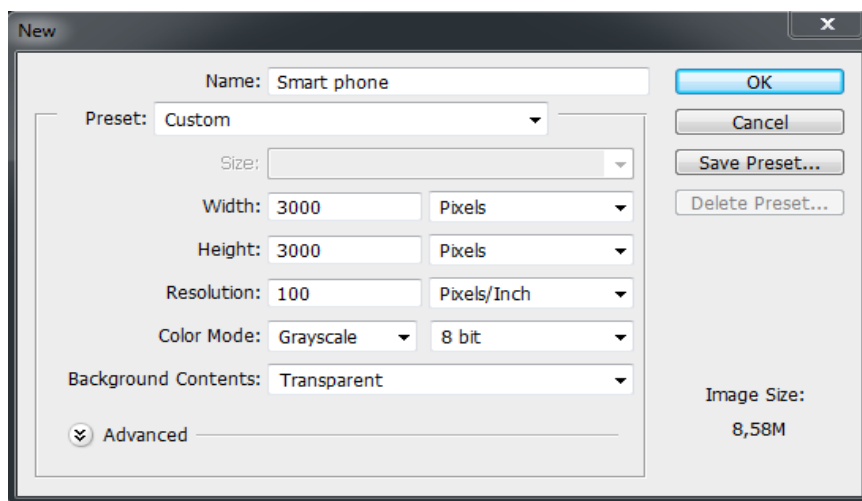 New
x
Name: Smart phone
OK
Preset: Custom
Cancel
Size:
Save Preset...
Width: 3000 Pixels
Delete Preset...
Height: 3000 Pixels
Resolution: 100 Pixels/Inch
Color Mode: Grayscale 8 bit
Background Contents: Transparent
Image Size:
Advanced
8,58M